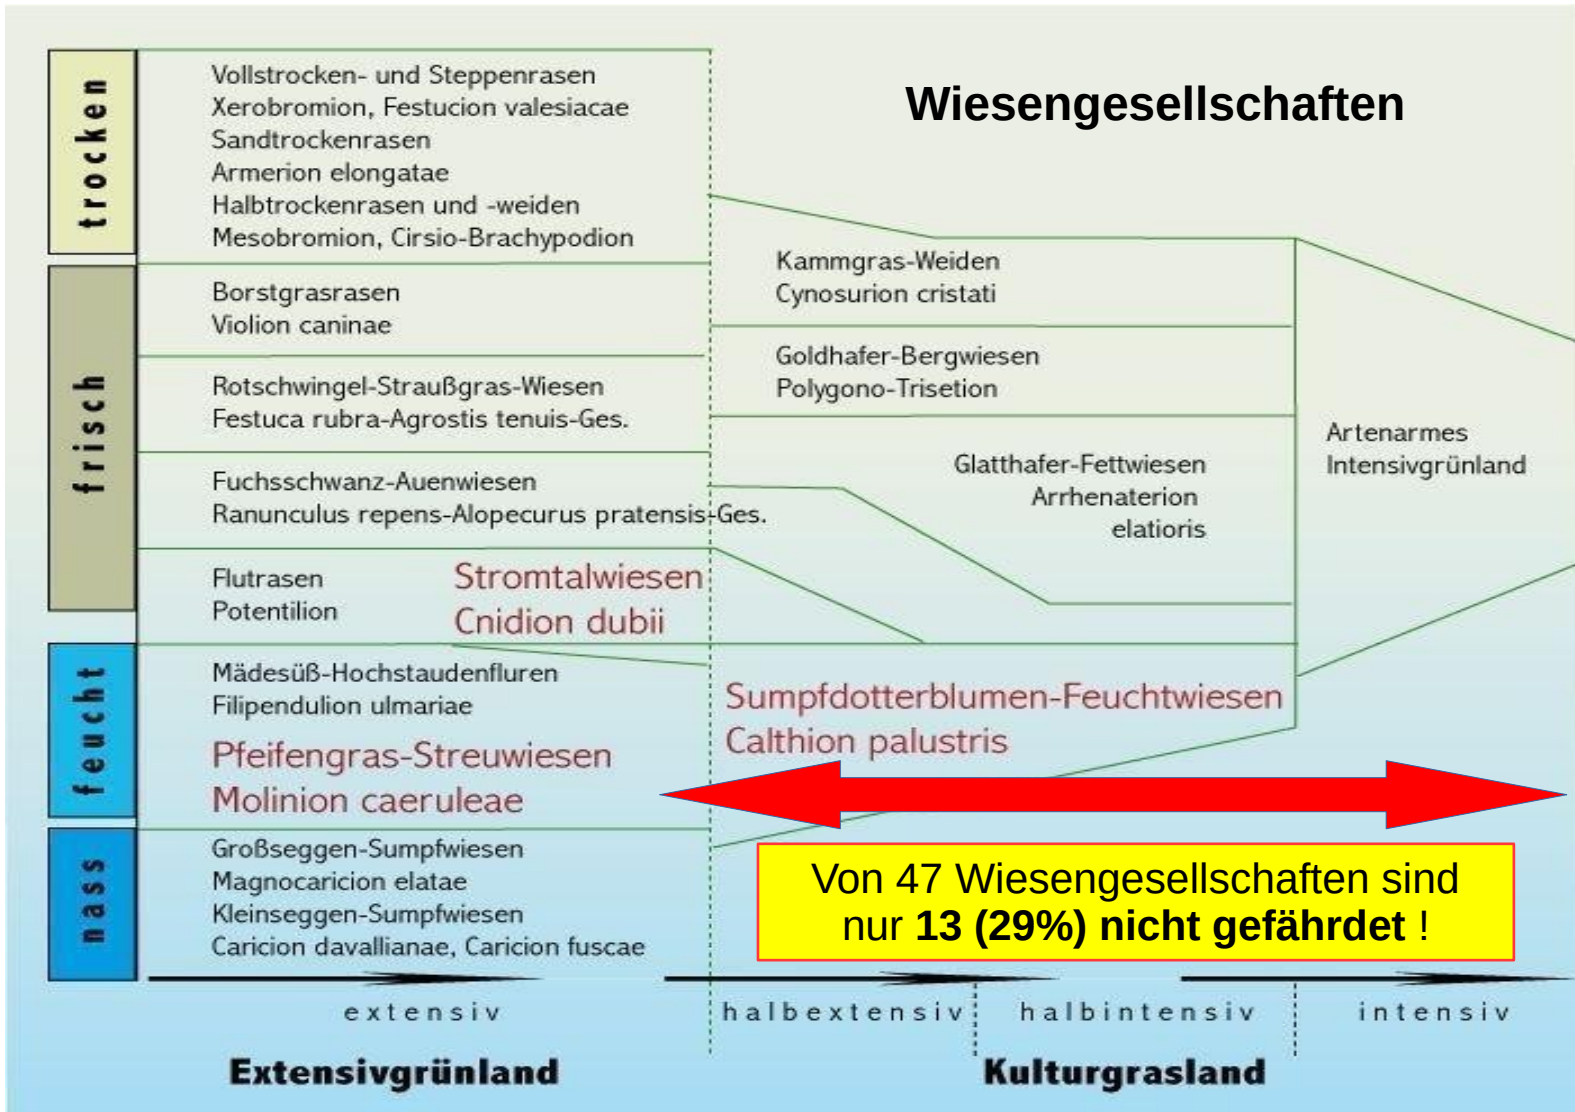 Wiesengesellschaften
trocken
Vollstrocken- und Steppenrasen
Xerobromion, Festucion valesiacae
Sandtrockenrasen
Armerion elongatae
Halbtrockenrasen und -weiden
Mesobromion, Cirsio-Brachypodion
frisch
Borstgrasrasen
Violion caninae
Rotschwingel-Straußgras-Wiesen
Festuca rubra-Agrostis tenuis-Ges.
Fuchsschwanz-Auenwiesen
Ranunculus repens-Alopecurus pratensis-Ges.
Flutrasen
Potentilion
Stromtalwiesen
Cnidion dubii
Kammgras-Weiden
Cynosurion cristati
Goldhafer-Bergwiesen
Polygono-Trisetion
Glatthafer-Fettwiesen
Arrhenaterion
elatioris
Artenarmes
Intensivgrünland
feucht
Mädesüß-Hochstaudenfluren
Filipendulion ulmariae
Pfeifengras-Streuwiesen
Molinion caeruleae
Sumpfdotterblumen-Feuchtwiesen
Calthion palustris
nass
Großseggen-Sumpfwiesen
Magnocaricion elatae
Kleinseggen-Sumpfwiesen
Caricion davallianae, Caricion fuscae
Von 47 Wiesengesellschaften sind
nur 13 (29%) nicht gefährdet !
extensiv
halbextensiv
halbintensiv
intensiv
Extensivgrünland
Kulturgrasland